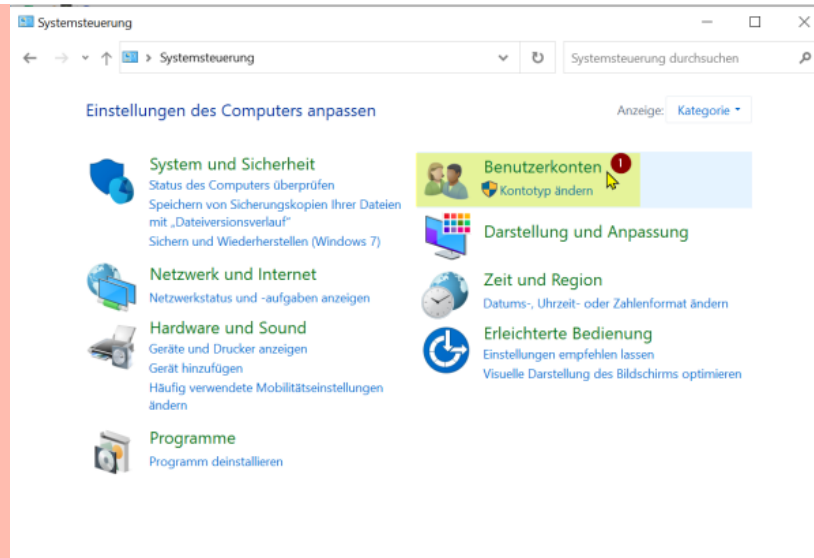 Systemsteuerung
Systemsteuerung
Systemsteuerung durchsuchen
Einstellungen des Computers anpassen
Anzeige: Kategorie
System und Sicherheit
Status des Computers überprüfen
Speichern von Sicherungskopien Ihrer Dateien
mit „Dateiversionsverlauf“
Sichern und Wiederherstellen (Windows 7)
Netzwerk und Internet
Netzwerkstatus und -aufgaben anzeigen
Hardware und Sound
Geräte und Drucker anzeigen
Gerät hinzufügen
Häufig verwendete Mobilitätseinstellungen
ändern
Programme
Programm deinstallieren
Benutzerkonten 1
Kontotyp ändern
Darstellung und Anpassung
Zeit und Region
Datums-, Uhrzeit- oder Zahlenformat ändern
Erleichterte Bedienung
Einstellungen empfehlen lassen
Visuelle Darstellung des Bildschirms optimieren